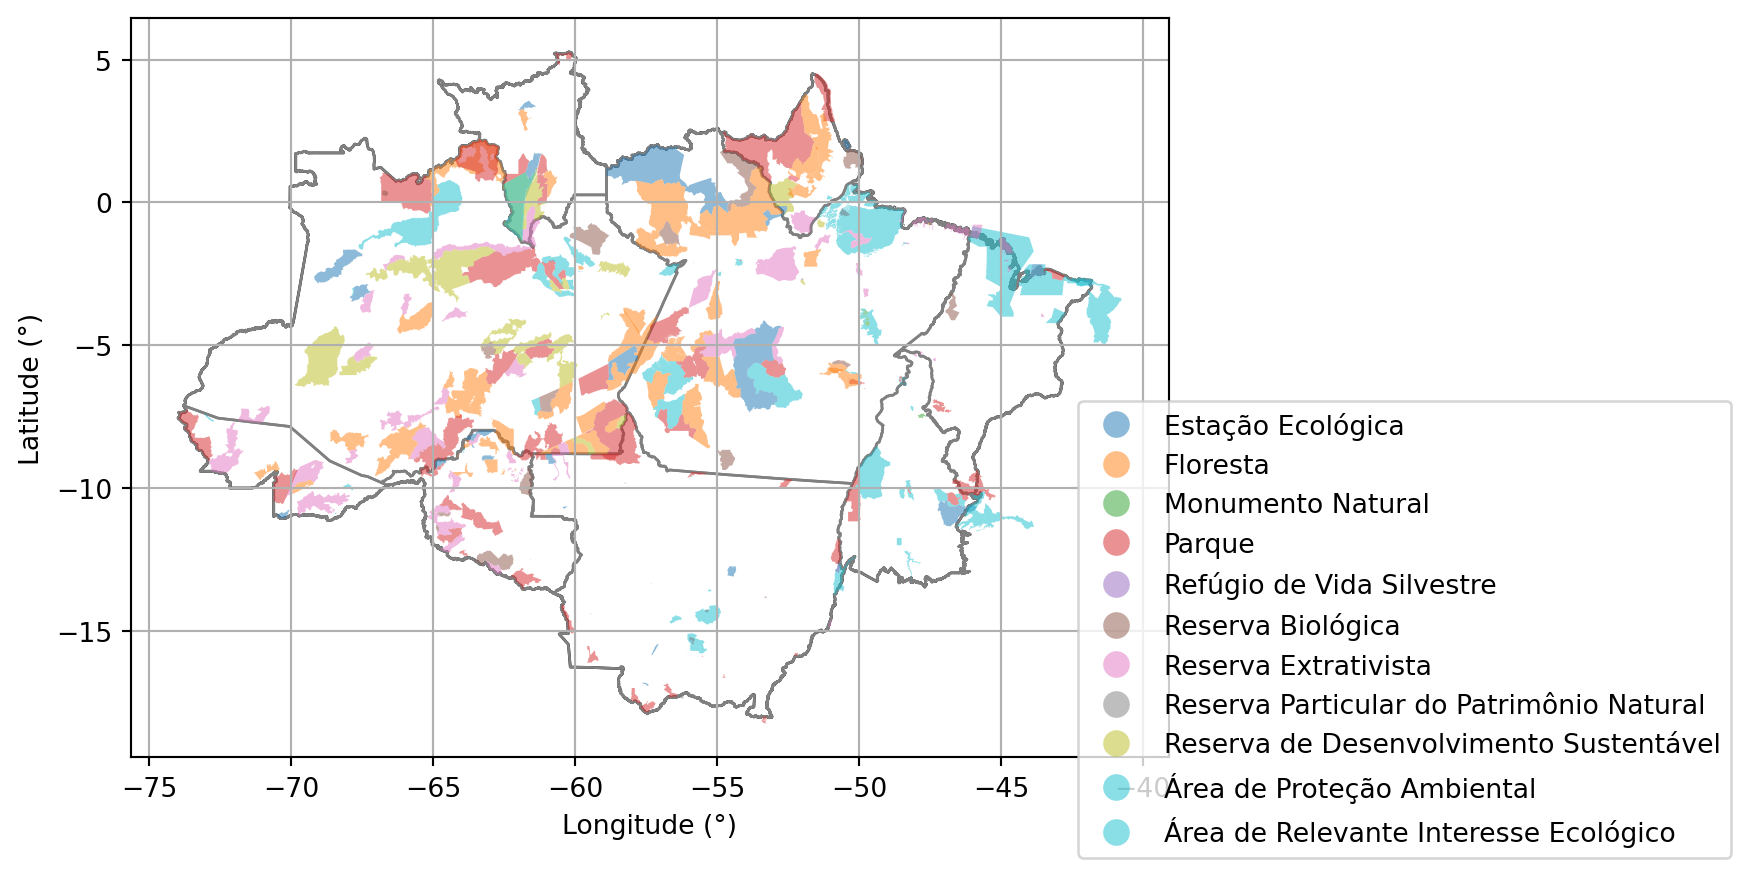 5
0
−5
−10
−15
Latitude (°)
−75
−70
−65
−60
−55
−50
−45
−40
Longitude (°)
Estação Ecológica
Floresta
Monumento Natural
Parque
Refúgio de Vida Silvestre
Reserva Biológica
Reserva Extrativista
Reserva Particular do Patrimônio Natural
Reserva de Desenvolvimento Sustentável
Área de Proteção Ambiental
Área de Relevante Interesse Ecológico